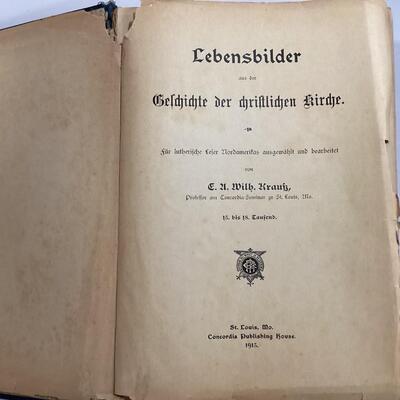 Lebensbilder
aus der
Geschichte der christlichen Kirche.
Für lutherische Leser Nordamerikas ausgewählt und bearbeitet
von
E. A. Wilh. Krauß,
Professor am Concordia-Seminar zu St. Louis, Mo.
15. bis 18. Tausend.
St. Louis, Mo.
Concordia Publishing House.
1915.